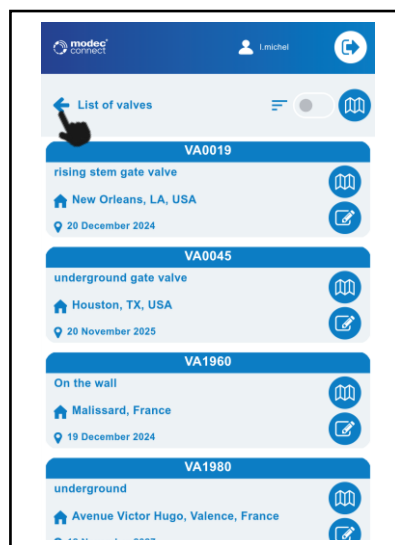 modec
connect
l.michel
List of valves
VA0019
rising stem gate valve
New Orleans, LA, USA
20 December 2024
VA0045
underground gate valve
Houston, TX, USA
20 November 2025
VA1960
On the wall
Malissard, France
19 December 2024
VA1980
underground
Avenue Victor Hugo, Valence, France